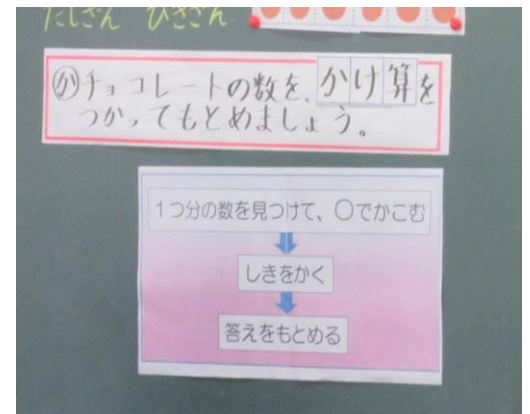 たしざん ひきざん
㋕チョコレートの数を、かけ算を
つかってもとめましょう。
1つ分の数を見つけて、○でかこむ
しきをかく
答えをもとめる